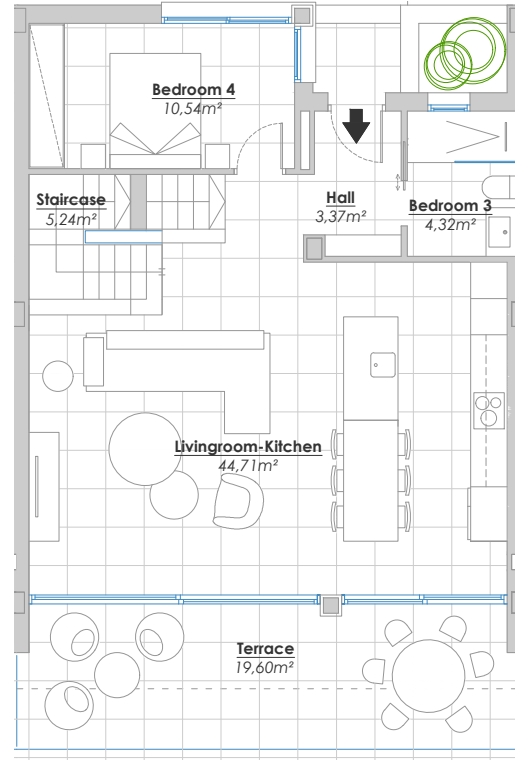 Bedroom 4
10,54m²
Staircase
5,24m²
Hall
3,37m²
Bedroom 3
4,32m²
Livingroom-Kitchen
44,71m²
Terrace
19,60m²